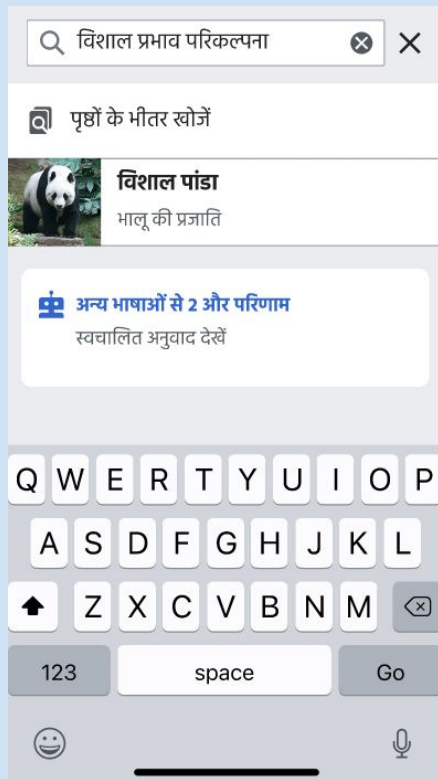 विशाल प्रभाव परिकल्पना
पृष्ठों के भीतर खोजें
विशाल पांडा
भालू की प्रजाति
अन्य भाषाओं से 2 और परिणाम
स्वचालित अनुवाद देखें
Q W E R T Y U I O P
A S D F G H J K L
Z X C V B N M
123 space Go